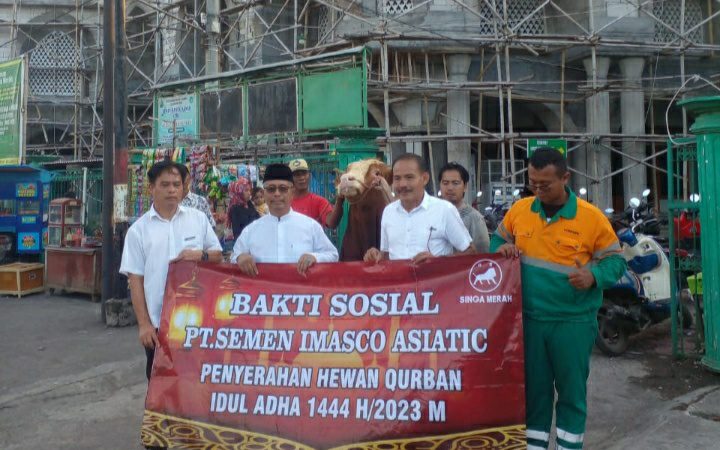 SINGA MERAH
BAKTI SOSIAL
PT.SEMEN IMASCO ASIATIC
PENYERAHAN HEWAN QURBAN
IDUL ADHA 1444 H/2023 M